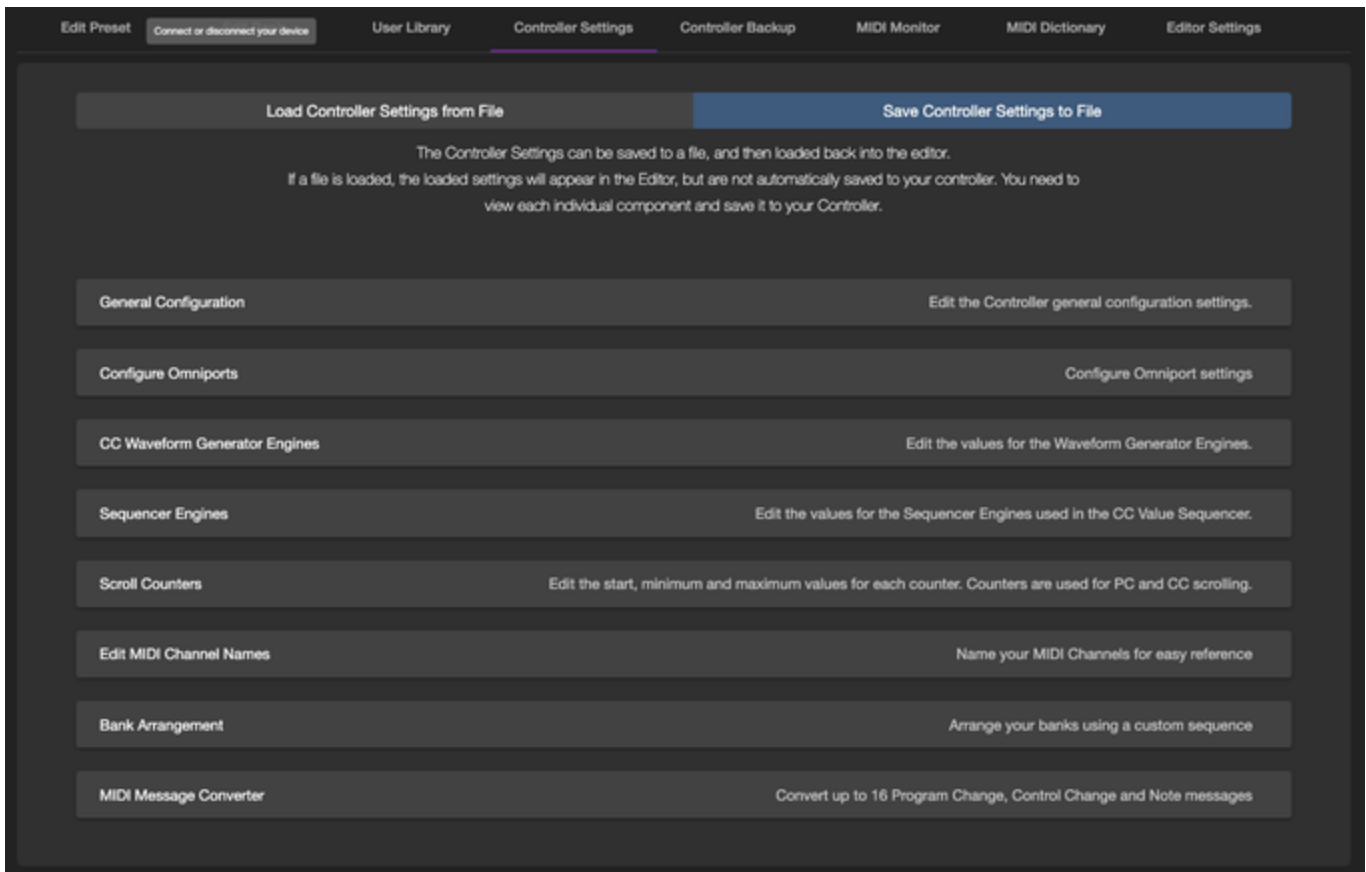 Edit Preset Connect or disconnect your device User Library Controller Settings Controller Backup MIDI Monitor MIDI Dictionary Editor Settings
Load Controller Settings from File Save Controller Settings to File
The Controller Settings can be saved to a file, and then loaded back into the editor.
If a file is loaded, the loaded settings will appear in the Editor, but are not automatically saved to your controller. You need to
view each individual component and save it to your Controller.
General Configuration Edit the Controller general configuration settings.
Configure Omniports Configure Omniport settings
CC Waveform Generator Engines Edit the values for the Waveform Generator Engines.
Sequencer Engines Edit the values for the Sequencer Engines used in the CC Value Sequencer.
Scroll Counters Edit the start, minimum and maximum values for each counter. Counters are used for PC and CC scrolling.
Edit MIDI Channel Names Name your MIDI Channels for easy reference
Bank Arrangement Arrange your banks using a custom sequence
MIDI Message Converter Convert up to 16 Program Change, Control Change and Note messages